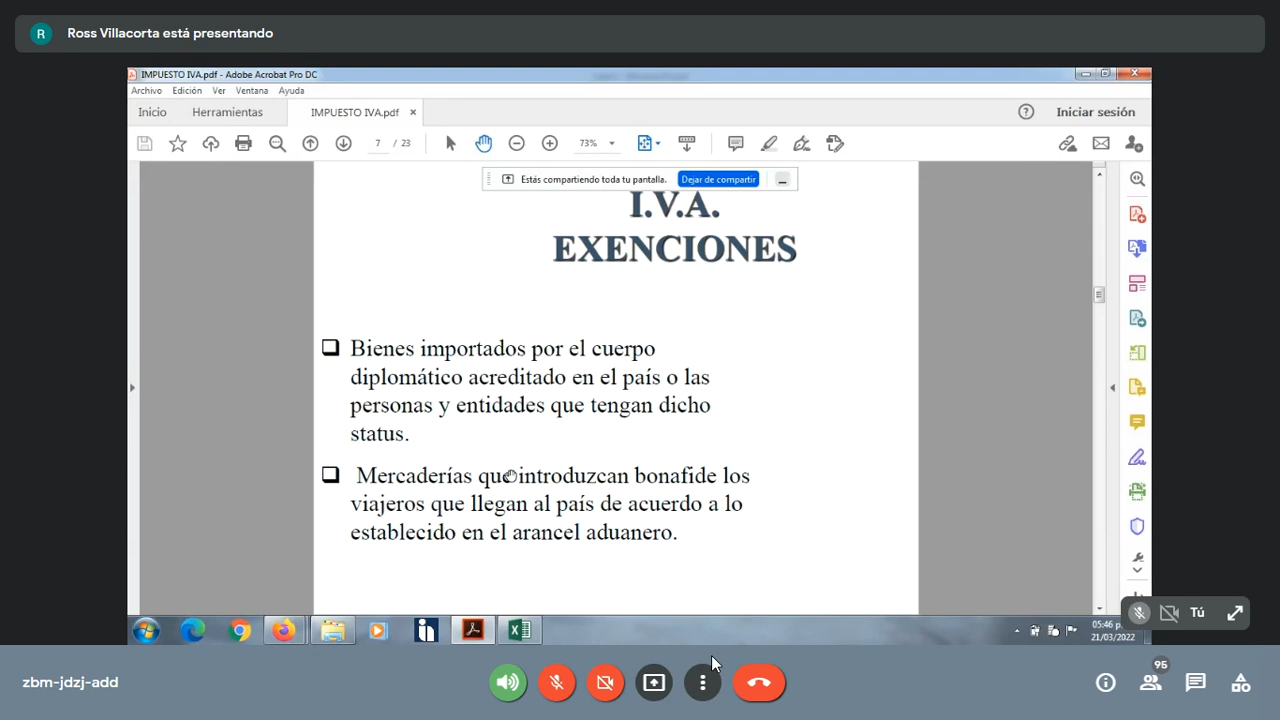 R Ross Villacorta está presentando
IMPUESTO IVA.pdf - Adobe Acrobat Pro DC
Archivo Edición Ver Ventana Ayuda
Inicio Herramientas IMPUESTO IVA.pdf × Iniciar sesión
7 / 23 73%
Estás compartiendo toda tu pantalla. Dejar de compartir
I.V.A.
EXENCIONES
Bienes importados por el cuerpo
diplomático acreditado en el país o las
personas y entidades que tengan dicho
status.
Mercaderías que introduzcan bonafide los
viajeros que llegan al país de acuerdo a lo
establecido en el arancel aduanero.
Tú
05:46 p.
21/03/2022
zbm-jdzj-add
95